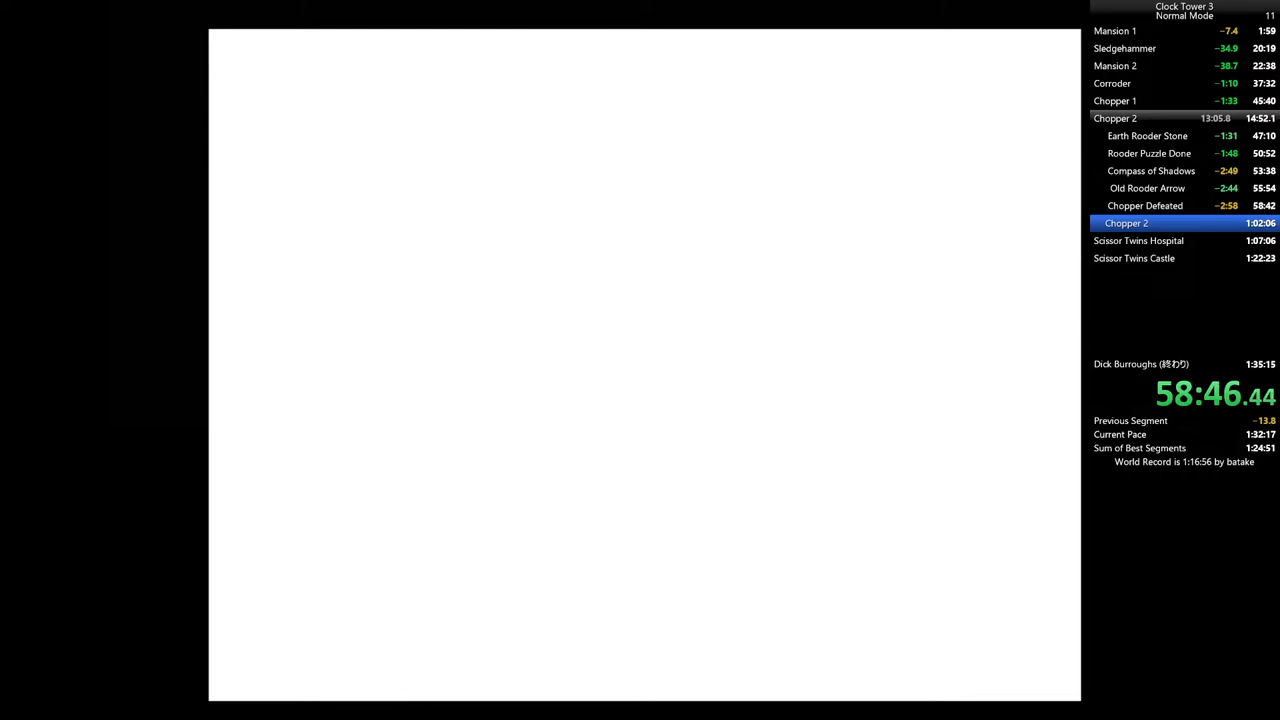 Clock Tower 3
Normal Mode 11
Mansion 1 −7.4 1:59
Sledgehammer −34.9 20:19
Mansion 2 −38.7 22:38
Corroder −1:10 37:32
Chopper 1 −1:33 45:40
Chopper 2 13:05.8 14:52.1
Earth Rooder Stone −1:31 47:10
Rooder Puzzle Done −1:48 50:52
Compass of Shadows −2:49 53:38
Old Rooder Arrow −2:44 55:54
Chopper Defeated −2:58 58:42
Chopper 2 1:02:06
Scissor Twins Hospital 1:07:06
Scissor Twins Castle 1:22:23
Dick Burroughs (終わり) 1:35:15
58:46.44
Previous Segment −13.8
Current Pace 1:32:17
Sum of Best Segments 1:24:51
World Record is 1:16:56 by batake